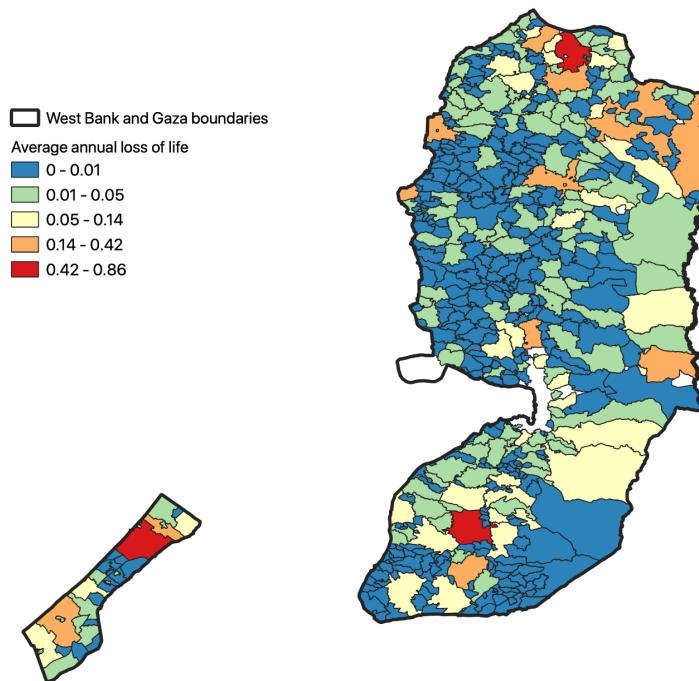 West Bank and Gaza boundaries
Average annual loss of life
0 - 0.01
0.01 - 0.05
0.05 - 0.14
0.14 - 0.42
0.42 - 0.86